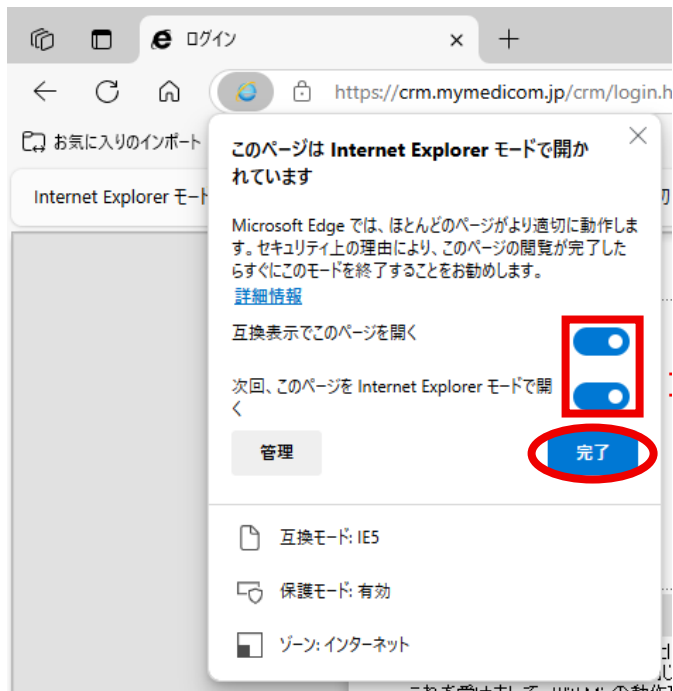 ログイン
https://crm.mymedicom.jp/crm/login.h
お気に入りのインポート
このページは Internet Explorer モードで開か
れています
Internet Explorer モード
Microsoft Edge では、ほとんどのページがより適切に動作しま
す。セキュリティ上の理由により、このページの閲覧が完了した
らすぐにこのモードを終了することをお勧めします。
詳細情報
互換表示でこのページを開く
次回、このページを Internet Explorer モードで開
く
管理
完了
互換モード: IE5
保護モード: 有効
ゾーン: インターネット